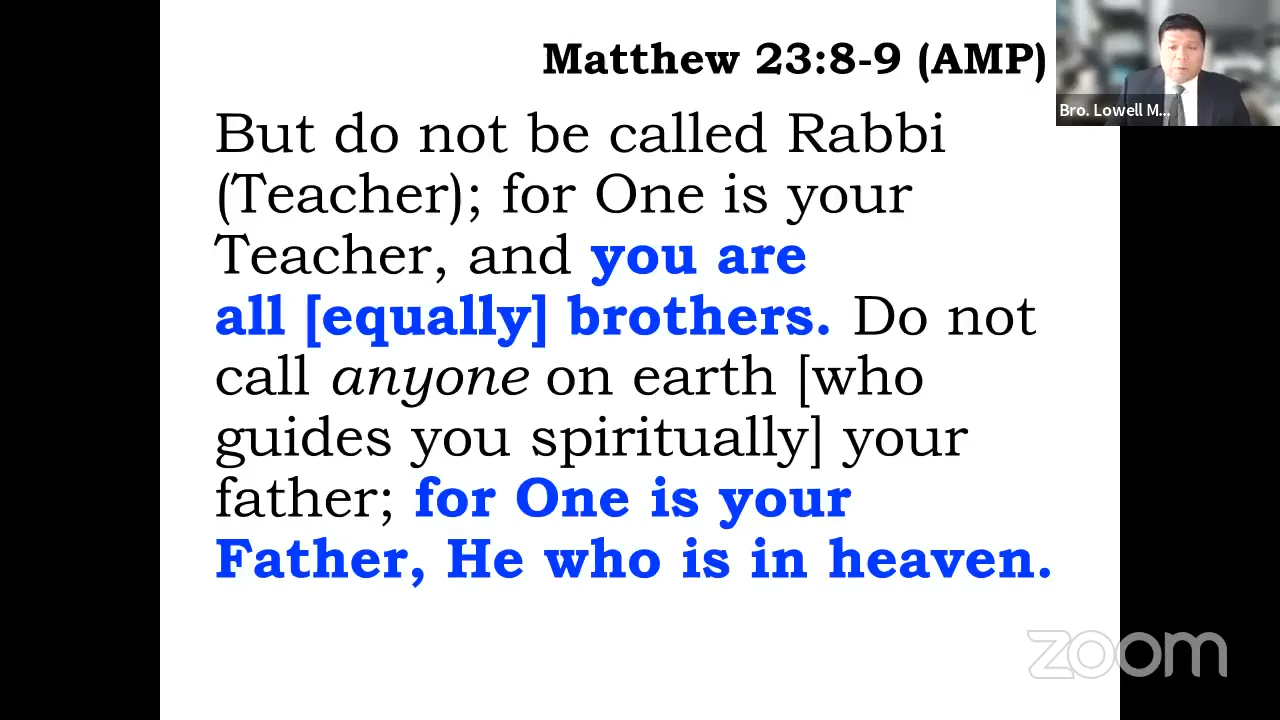 Matthew 23:8-9 (AMP)
Bro. Lowell M...
But do not be called Rabbi
(Teacher); for One is your
Teacher, and you are
all [equally] brothers. Do not
call anyone on earth [who
guides you spiritually] your
father; for One is your
Father, He who is in heaven.
zoom